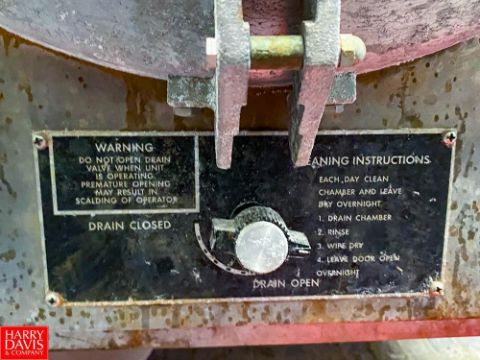 WARNING
DO NOT OPEN DRAIN
VALVE WHEN UNIT
IS OPERATING.
PREMATURE OPENING
MAY RESULT IN
SCALDING OF OPERATOR
DRAIN CLOSED
DRAIN OPEN
EANING INSTRUCTIONS
EACH DAY CLEAN
CHAMBER AND LEAVE
DRY OVERNIGHT.
1. DRAIN CHAMBER
2. RINSE
3. WIPE DRY
4. LEAVE DOOR OPEN
OVERNIGHT
HARRY
DAVIS
& COMPANY